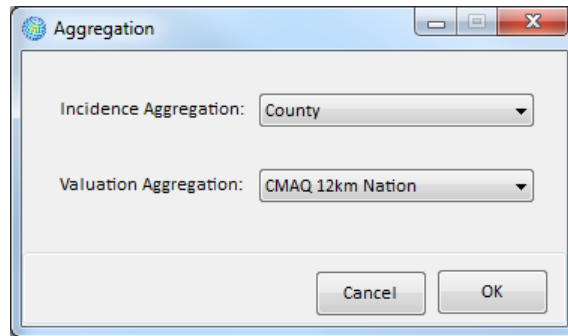 Aggregation
Incidence Aggregation: County
Valuation Aggregation: CMAQ 12km Nation
Cancel OK